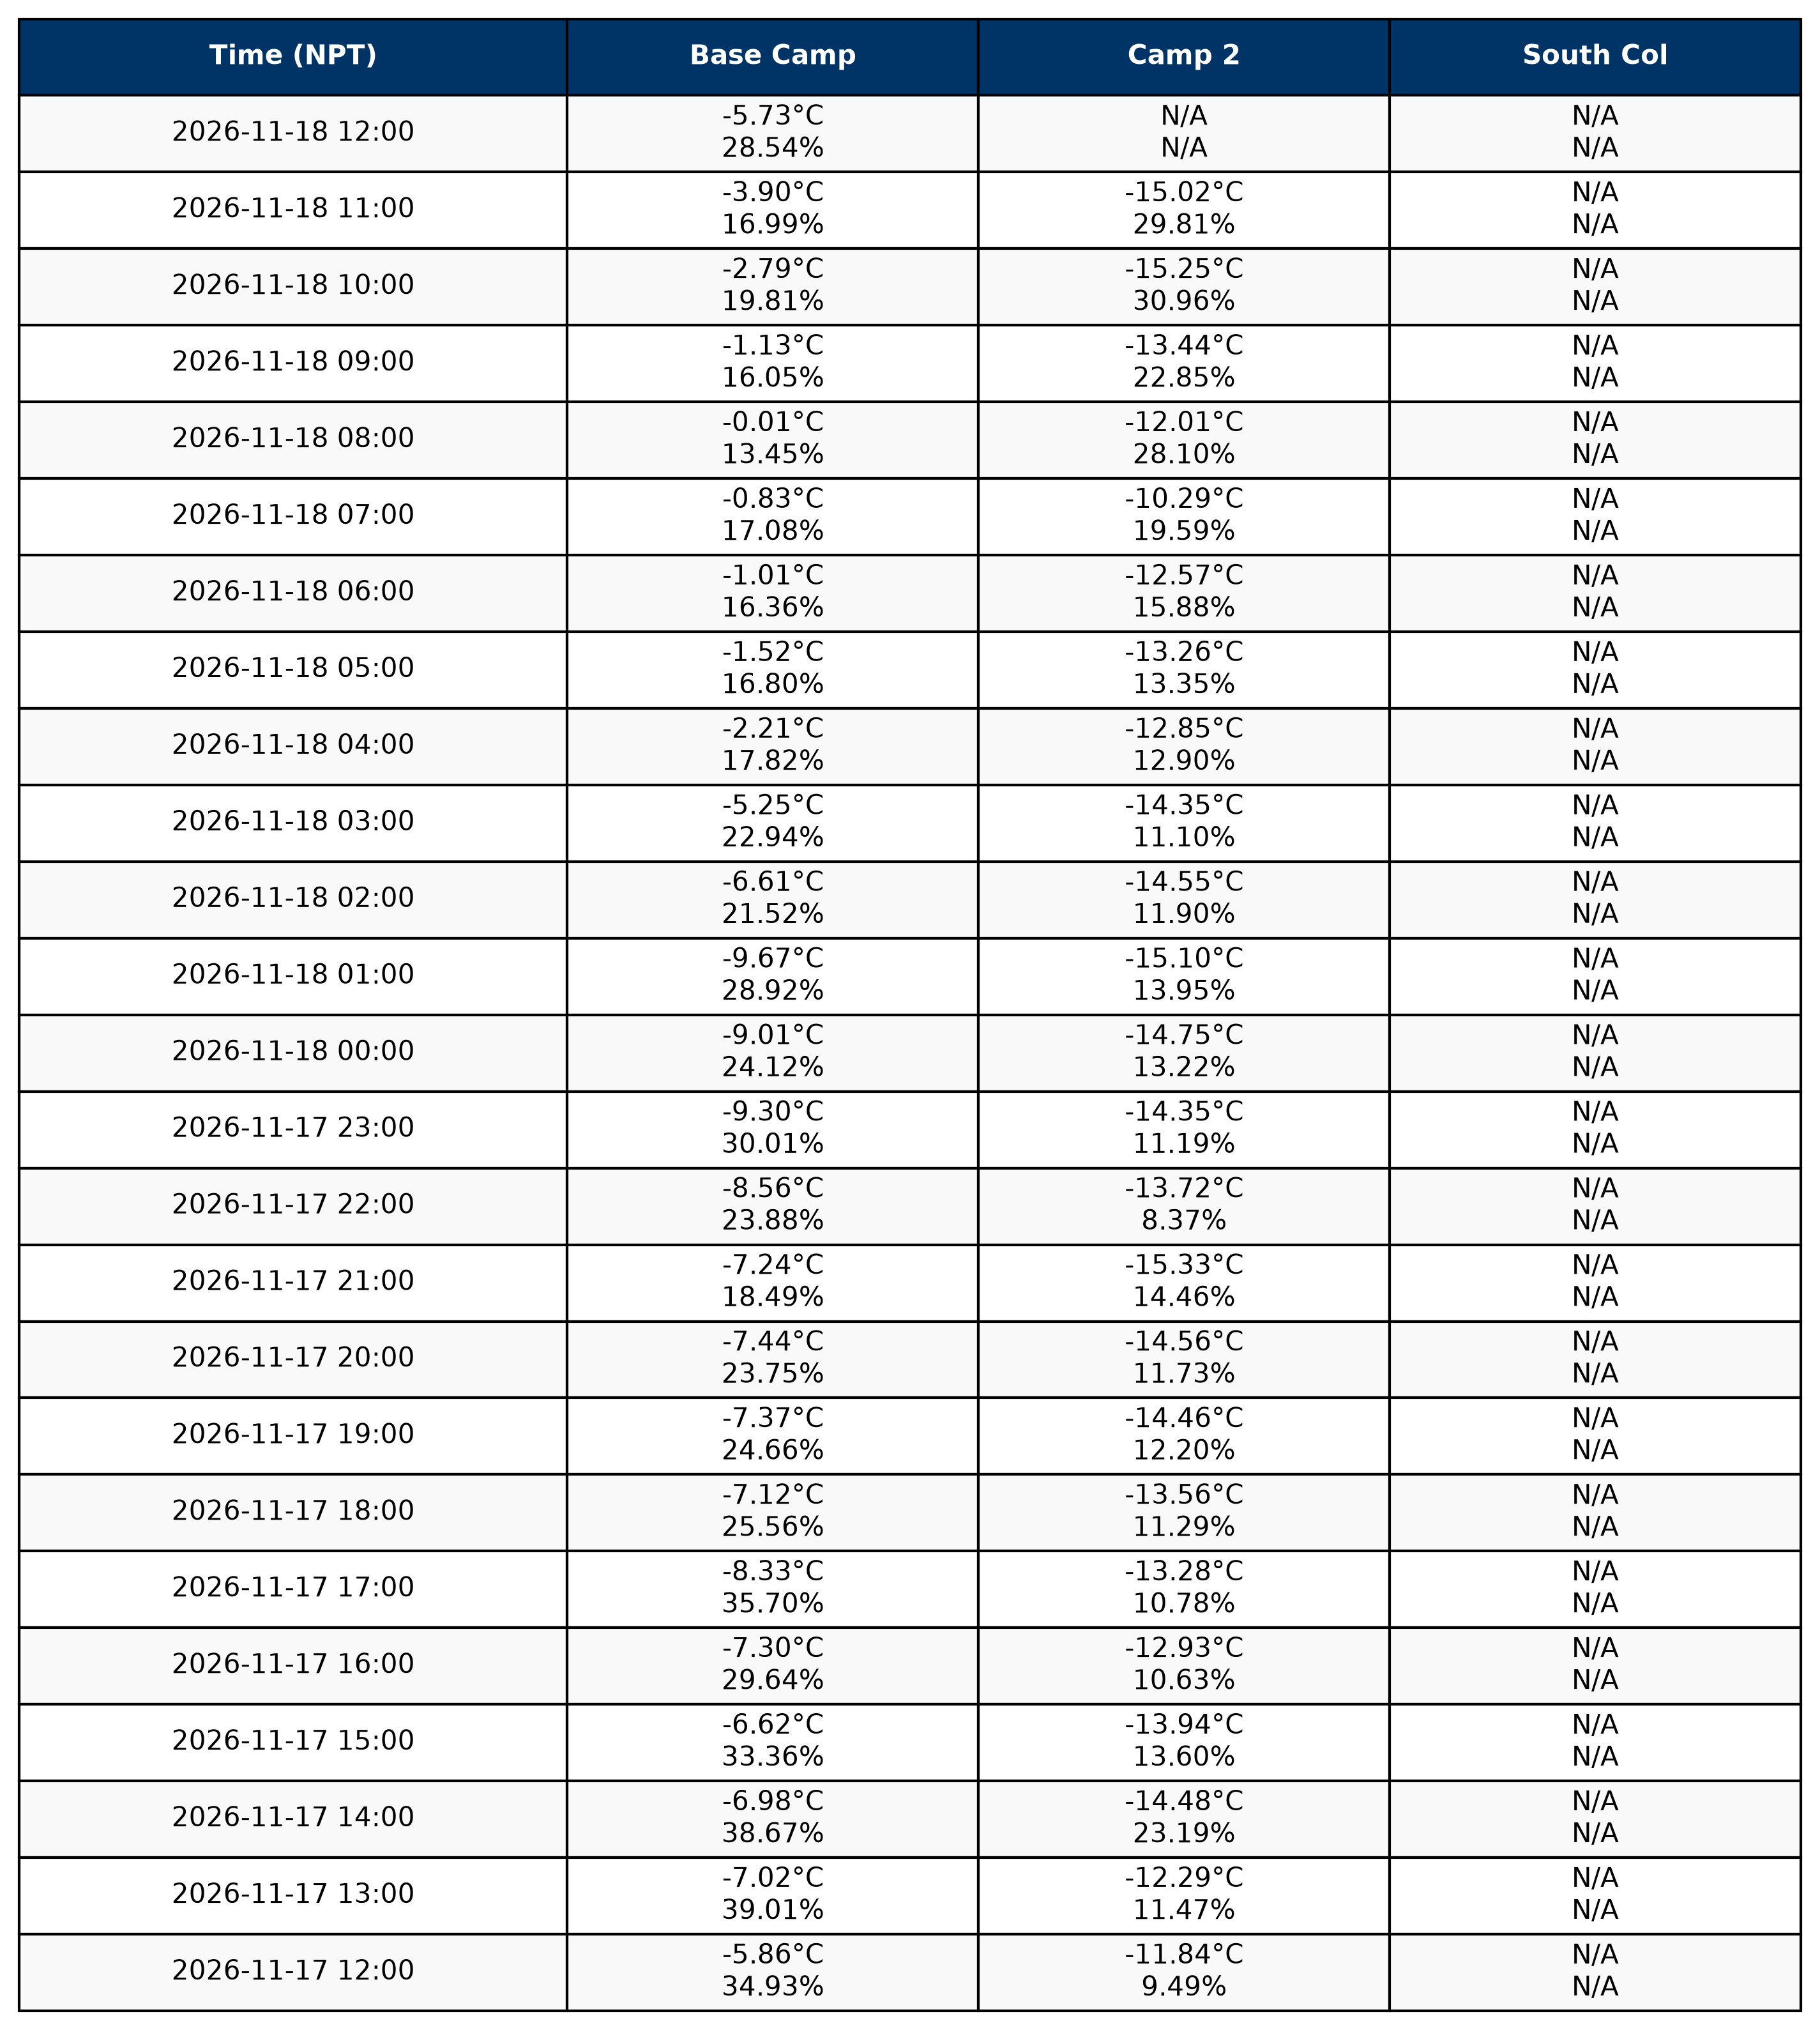 Time (NPT) Base Camp Camp 2 South Col
2026-11-18 12:00 -5.73°C N/A N/A
28.54% N/A N/A
2026-11-18 11:00 -3.90°C -15.02°C N/A
16.99% 29.81% N/A
2026-11-18 10:00 -2.79°C -15.25°C N/A
19.81% 30.96% N/A
2026-11-18 09:00 -1.13°C -13.44°C N/A
16.05% 22.85% N/A
2026-11-18 08:00 -0.01°C -12.01°C N/A
13.45% 28.10% N/A
2026-11-18 07:00 -0.83°C -10.29°C N/A
17.08% 19.59% N/A
2026-11-18 06:00 -1.01°C -12.57°C N/A
16.36% 15.88% N/A
2026-11-18 05:00 -1.52°C -13.26°C N/A
16.80% 13.35% N/A
2026-11-18 04:00 -2.21°C -12.85°C N/A
17.82% 12.90% N/A
2026-11-18 03:00 -5.25°C -14.35°C N/A
22.94% 11.10% N/A
2026-11-18 02:00 -6.61°C -14.55°C N/A
21.52% 11.90% N/A
2026-11-18 01:00 -9.67°C -15.10°C N/A
28.92% 13.95% N/A
2026-11-18 00:00 -9.01°C -14.75°C N/A
24.12% 13.22% N/A
2026-11-17 23:00 -9.30°C -14.35°C N/A
30.01% 11.19% N/A
2026-11-17 22:00 -8.56°C -13.72°C N/A
23.88% 8.37% N/A
2026-11-17 21:00 -7.24°C -15.33°C N/A
18.49% 14.46% N/A
2026-11-17 20:00 -7.44°C -14.56°C N/A
23.75% 11.73% N/A
2026-11-17 19:00 -7.37°C -14.46°C N/A
24.66% 12.20% N/A
2026-11-17 18:00 -7.12°C -13.56°C N/A
25.56% 11.29% N/A
2026-11-17 17:00 -8.33°C -13.28°C N/A
35.70% 10.78% N/A
2026-11-17 16:00 -7.30°C -12.93°C N/A
29.64% 10.63% N/A
2026-11-17 15:00 -6.62°C -13.94°C N/A
33.36% 13.60% N/A
2026-11-17 14:00 -6.98°C -14.48°C N/A
38.67% 23.19% N/A
2026-11-17 13:00 -7.02°C -12.29°C N/A
39.01% 11.47% N/A
2026-11-17 12:00 -5.86°C -11.84°C N/A
34.93% 9.49% N/A